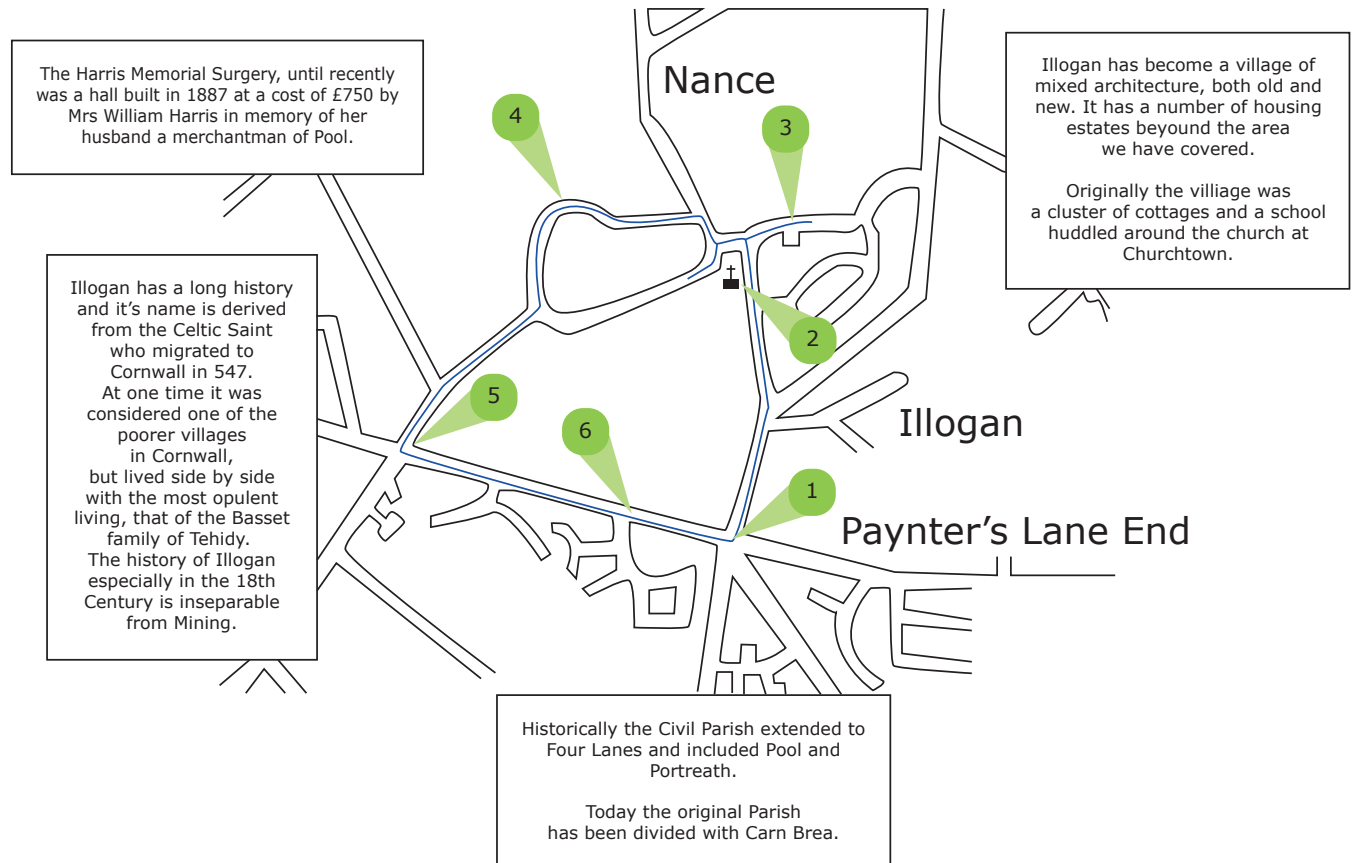 The Harris Memorial Surgery, until recently
was a hall built in 1887 at a cost of £750 by
Mrs William Harris in memory of her
husband a merchantman of Pool.
Nance
4
3
Illogan has become a village of
mixed architecture, both old and
new. It has a number of housing
estates beyound the area
we have covered.
Originally the villiage was
a cluster of cottages and a school
huddled around the church at
Churchtown.
Illogan has a long history
and it’s name is derived
from the Celtic Saint
who migrated to
Cornwall in 547.
At one time it was
considered one of the
poorer villages
in Cornwall,
but lived side by side
with the most opulent
living, that of the Basset
family of Tehidy.
The history of Illogan
especially in the 18th
Century is inseparable
from Mining.
2
5
6
Illogan
1
Paynter’s Lane End
Historically the Civil Parish extended to
Four Lanes and included Pool and
Portreath.
Today the original Parish
has been divided with Carn Brea.